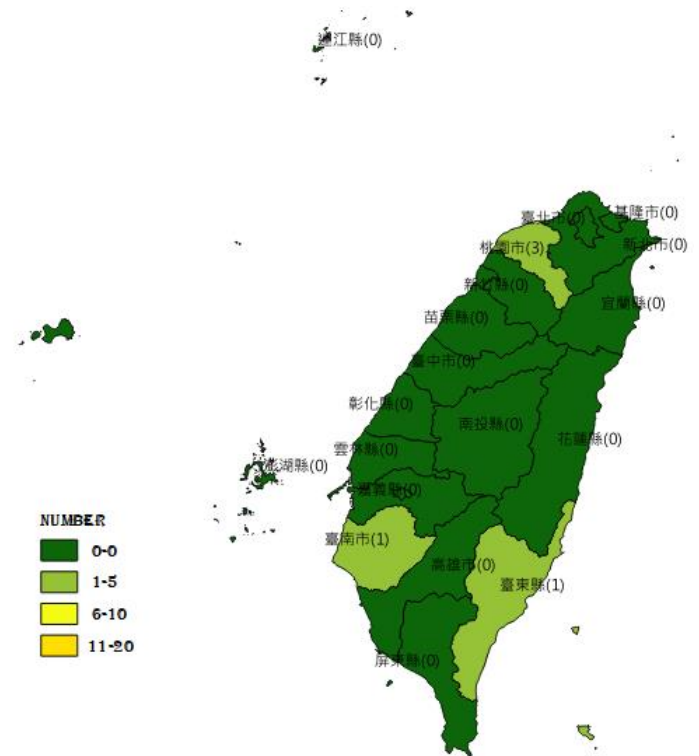 連江縣(0)
臺北市(0)
基隆市(0)
桃園市(3)
新北市(0)
新竹縣(0)
宜蘭縣(0)
苗栗縣(0)
臺中市(0)
彰化縣(0)
南投縣(0)
花蓮縣(0)
雲林縣(0)
澎湖縣(0)
嘉義縣(0)
臺南市(1)
高雄市(0)
臺東縣(1)
屏東縣(0)
NUMBER
0-0
1-5
6-10
11-20